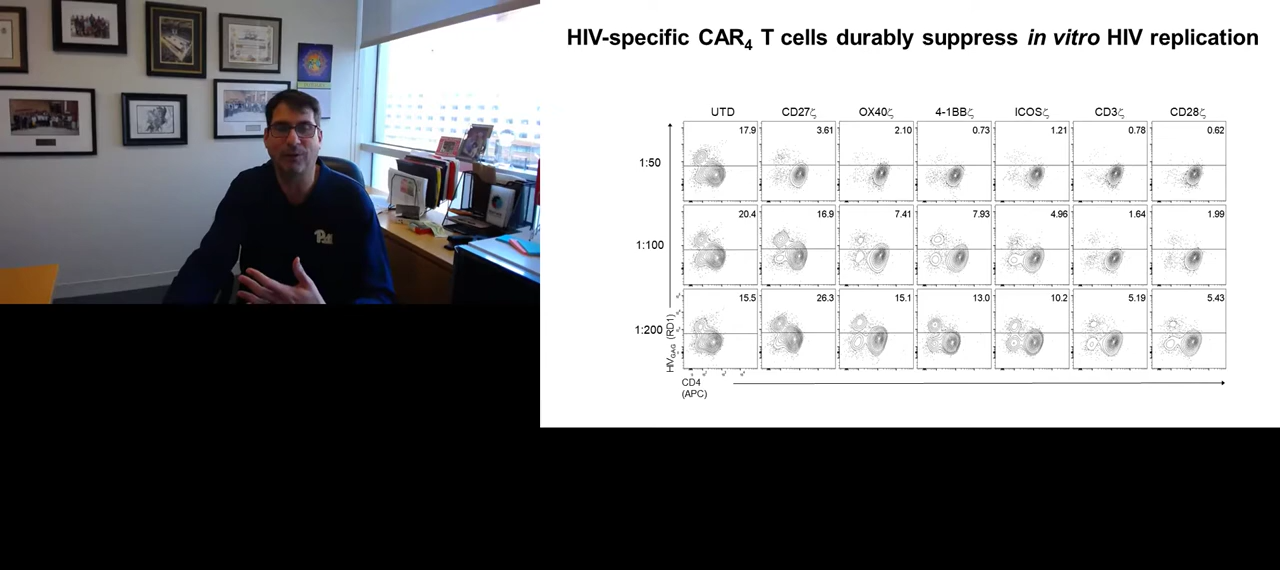 HIV-specific CAR4 T cells durably suppress in vitro HIV replication
UTD CD27ζ OX40ζ 4-1BBζ ICOSζ CD3ζ CD28ζ
1:50 17.9 3.61 2.10 0.73 1.21 0.78 0.62
1:100 20.4 16.9 7.41 7.93 4.96 1.64 1.99
1:200 15.5 26.3 15.1 13.0 10.2 5.19 5.43
HIVGAG (RD1)
CD4
(APC)
Pitt